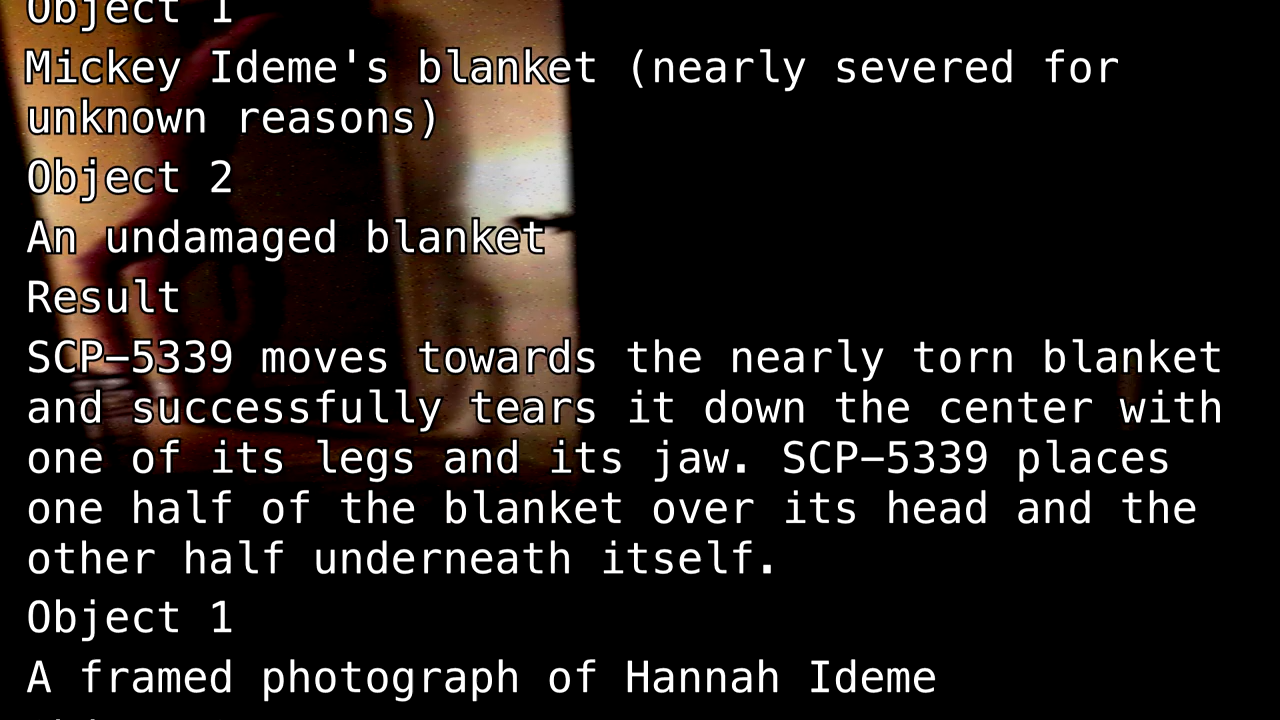 Object 1
Mickey Ideme's blanket (nearly severed for
unknown reasons)
Object 2
An undamaged blanket
Result
SCP–5339 moves towards the nearly torn blanket
and successfully tears it down the center with
one of its legs and its jaw. SCP–5339 places
one half of the blanket over its head and the
other half underneath itself.
Object 1
A framed photograph of Hannah Ideme